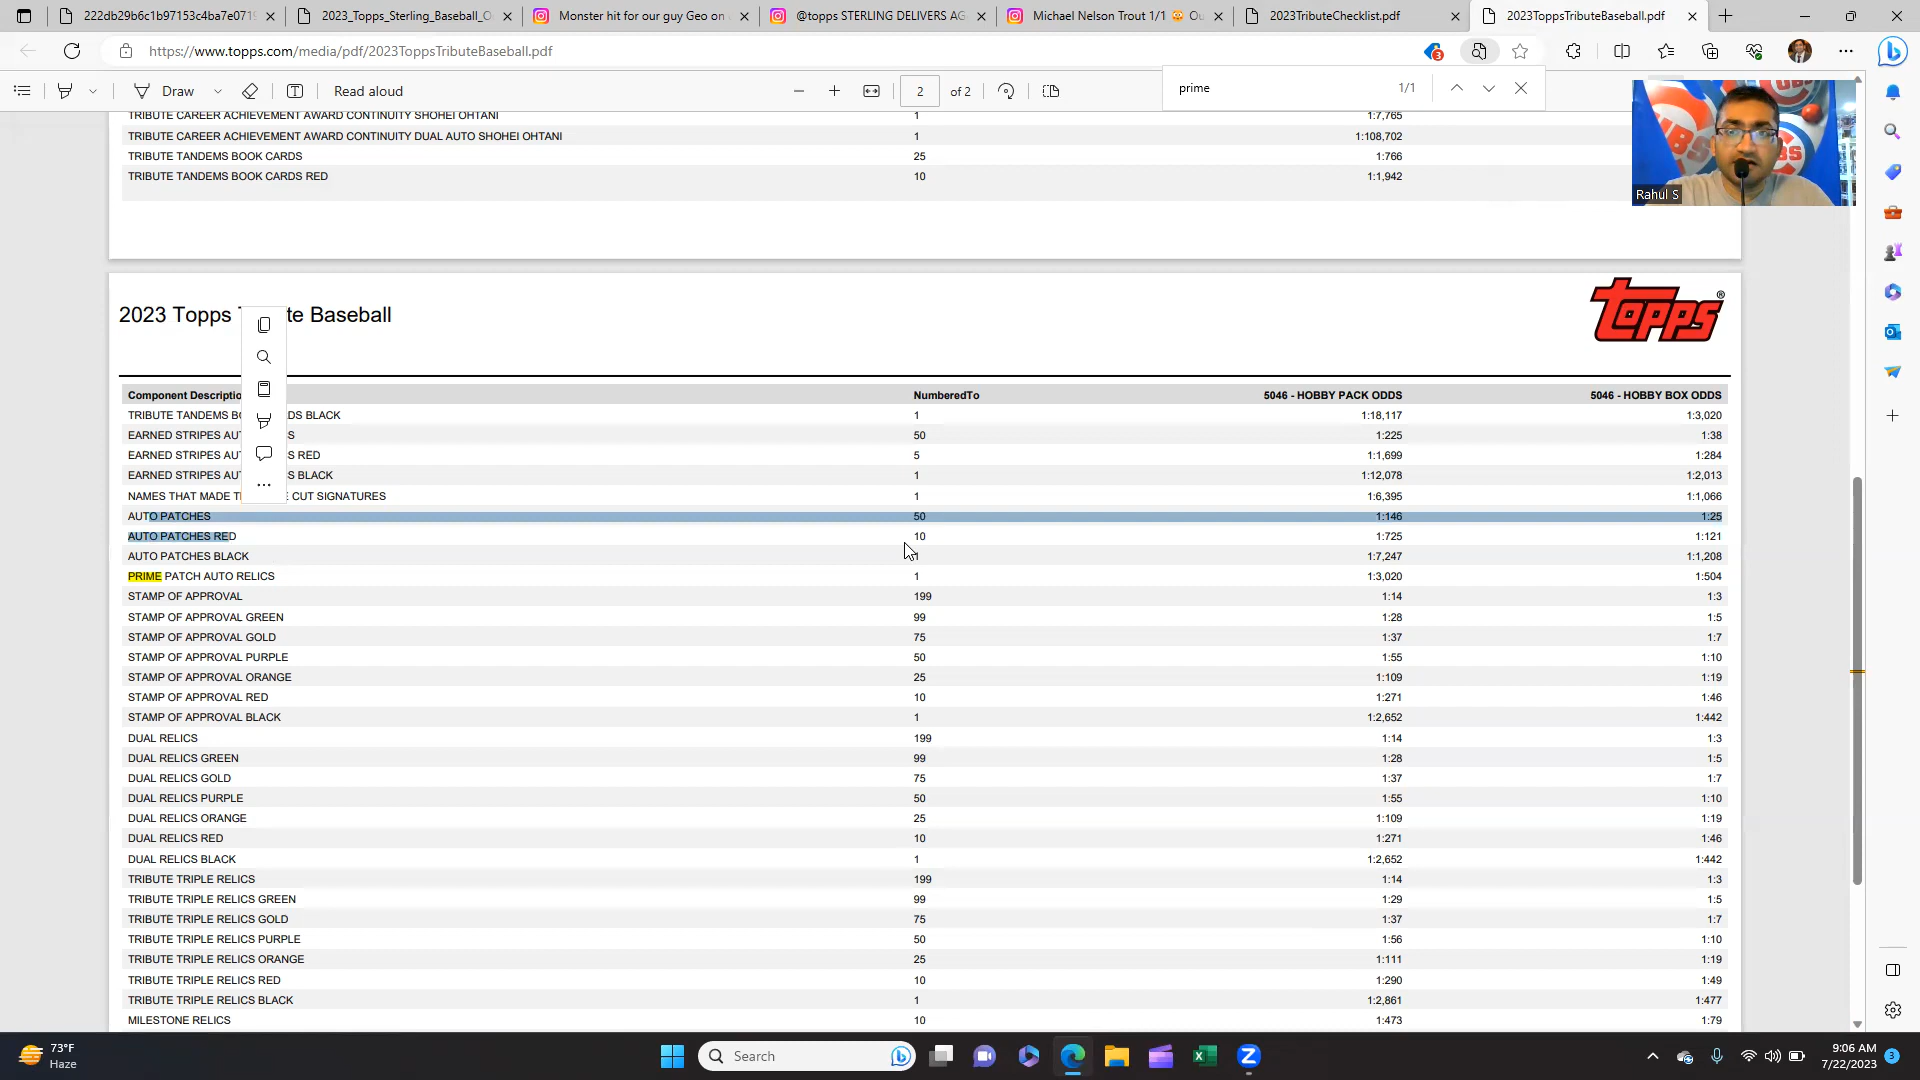 222db29b6c1b97153c4ba7e0719
2023_Topps_Sterling_Baseball_O
Monster hit for our guy Geo on
@topps STERLING DELIVERS AG
Michael Nelson Trout 1/1 🤯 Ou
2023TributeChecklist.pdf
2023ToppsTributeBaseball.pdf
https://www.topps.com/media/pdf/2023ToppsTributeBaseball.pdf
3
Draw
Read aloud
2 of 2
prime 1/1
TRIBUTE CAREER ACHIEVEMENT AWARD CONTINUITY SHOHEI OHTANI 1 1:7,765
TRIBUTE CAREER ACHIEVEMENT AWARD CONTINUITY DUAL AUTO SHOHEI OHTANI 1 1:108,702
TRIBUTE TANDEMS BOOK CARDS 25 1:766
TRIBUTE TANDEMS BOOK CARDS RED 10 1:1,942
CUBS
Rahul S
2023 Topps T te Baseball
topps®
Component Descriptio NumberedTo 5046 - HOBBY PACK ODDS 5046 - HOBBY BOX ODDS
TRIBUTE TANDEMS B DS BLACK 1 1:18,117 1:3,020
EARNED STRIPES AU S 50 1:225 1:38
EARNED STRIPES AU S RED 5 1:1,699 1:284
EARNED STRIPES AU S BLACK 1 1:12,078 1:2,013
NAMES THAT MADE T CUT SIGNATURES 1 1:6,395 1:1,066
AUTO PATCHES 50 1:146 1:25
AUTO PATCHES RED 10 1:725 1:121
AUTO PATCHES BLACK 1 1:7,247 1:1,208
PRIME PATCH AUTO RELICS 1 1:3,020 1:504
STAMP OF APPROVAL 199 1:14 1:3
STAMP OF APPROVAL GREEN 99 1:28 1:5
STAMP OF APPROVAL GOLD 75 1:37 1:7
STAMP OF APPROVAL PURPLE 50 1:55 1:10
STAMP OF APPROVAL ORANGE 25 1:109 1:19
STAMP OF APPROVAL RED 10 1:271 1:46
STAMP OF APPROVAL BLACK 1 1:2,652 1:442
DUAL RELICS 199 1:14 1:3
DUAL RELICS GREEN 99 1:28 1:5
DUAL RELICS GOLD 75 1:37 1:7
DUAL RELICS PURPLE 50 1:55 1:10
DUAL RELICS ORANGE 25 1:109 1:19
DUAL RELICS RED 10 1:271 1:46
DUAL RELICS BLACK 1 1:2,652 1:442
TRIBUTE TRIPLE RELICS 199 1:14 1:3
TRIBUTE TRIPLE RELICS GREEN 99 1:29 1:5
TRIBUTE TRIPLE RELICS GOLD 75 1:37 1:7
TRIBUTE TRIPLE RELICS PURPLE 50 1:56 1:10
TRIBUTE TRIPLE RELICS ORANGE 25 1:111 1:19
TRIBUTE TRIPLE RELICS RED 10 1:290 1:49
TRIBUTE TRIPLE RELICS BLACK 1 1:2,861 1:477
MILESTONE RELICS 10 1:473 1:79
73°F
Haze
Search
9:06 AM
7/22/2023
3